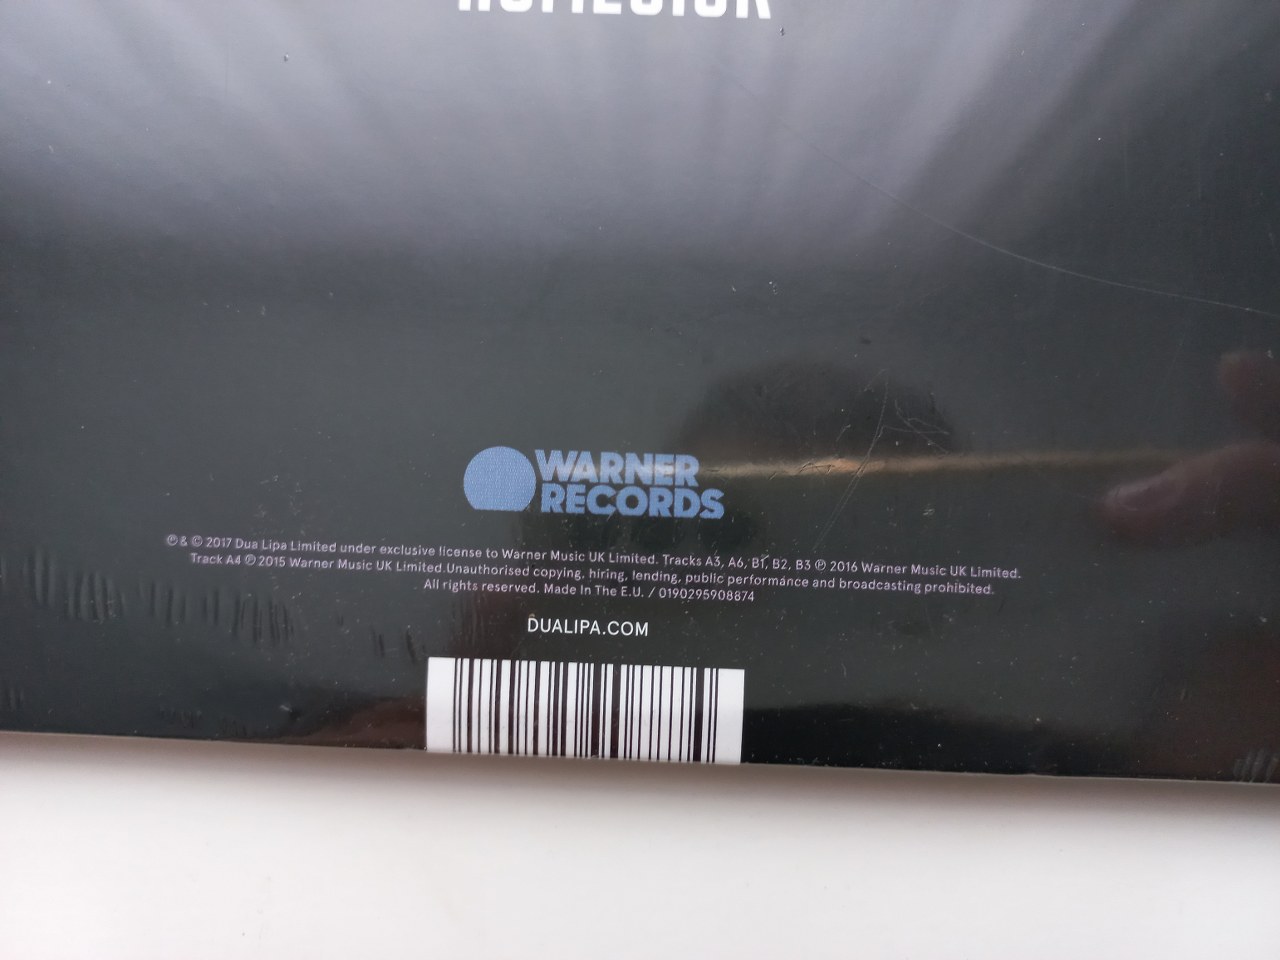 HOMESICK
WARNER
RECORDS
℗ & © 2017 Dua Lipa Limited under exclusive license to Warner Music UK Limited. Tracks A3, A6, B1, B2, B3 ℗ 2016 Warner Music UK Limited.
Track A4 ℗ 2015 Warner Music UK Limited.Unauthorised copying, hiring, lending, public performance and broadcasting prohibited.
All rights reserved. Made In The E.U. / 0190295908874
DUALIPA.COM